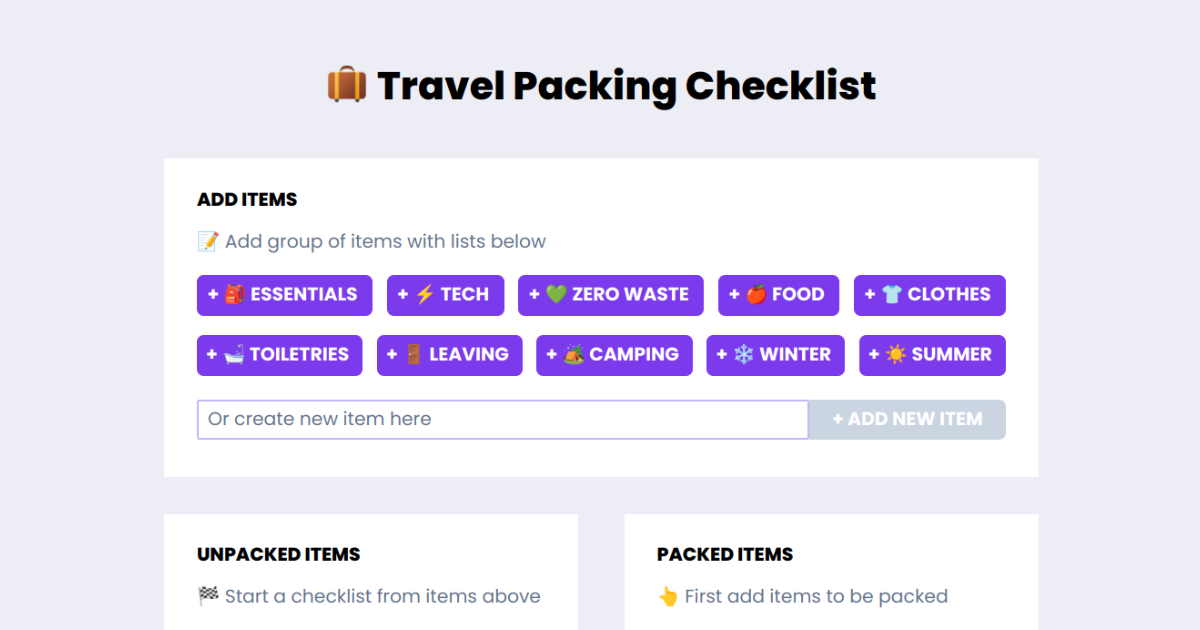 🧳 Travel Packing Checklist
ADD ITEMS
📝 Add group of items with lists below
+ 🎒 ESSENTIALS + ⚡ TECH + 💚 ZERO WASTE + 🍎 FOOD + 👕 CLOTHES
+ 🛁 TOILETRIES + 🚪 LEAVING + 🏕️ CAMPING + ❄️ WINTER + ☀️ SUMMER
Or create new item here + ADD NEW ITEM
UNPACKED ITEMS
🏁 Start a checklist from items above
PACKED ITEMS
👆 First add items to be packed